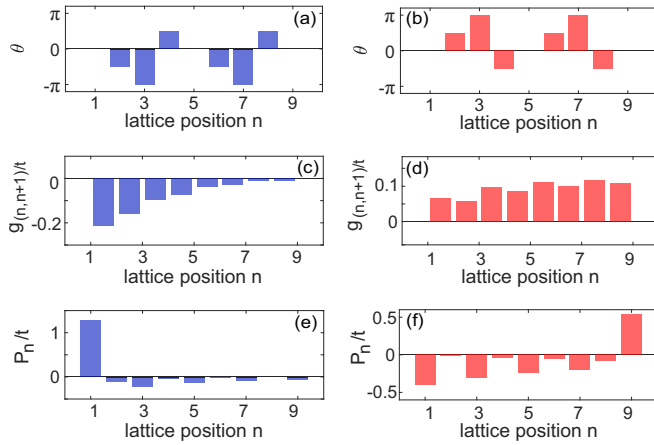 (a)
π
0
-π
θ
1 3 5 7 9
lattice position n
(b)
π
0
-π
θ
1 3 5 7 9
lattice position n
(c)
0
-0.2
g(n,n+1)/t
1 3 5 7 9
lattice position n
(d)
0.1
0
g(n,n+1)/t
1 3 5 7 9
lattice position n
(e)
1
0
Pn/t
1 3 5 7 9
lattice position n
(f)
0.5
0
-0.5
Pn/t
1 3 5 7 9
lattice position n